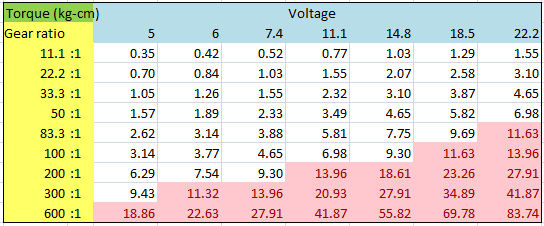 Torque (kg-cm) Voltage
Gear ratio 5 6 7.4 11.1 14.8 18.5 22.2
11.1 :1 0.35 0.42 0.52 0.77 1.03 1.29 1.55
22.2 :1 0.70 0.84 1.03 1.55 2.07 2.58 3.10
33.3 :1 1.05 1.26 1.55 2.32 3.10 3.87 4.65
50 :1 1.57 1.89 2.33 3.49 4.65 5.82 6.98
83.3 :1 2.62 3.14 3.88 5.81 7.75 9.69 11.63
100 :1 3.14 3.77 4.65 6.98 9.30 11.63 13.96
200 :1 6.29 7.54 9.30 13.96 18.61 23.26 27.91
300 :1 9.43 11.32 13.96 20.93 27.91 34.89 41.87
600 :1 18.86 22.63 27.91 41.87 55.82 69.78 83.74